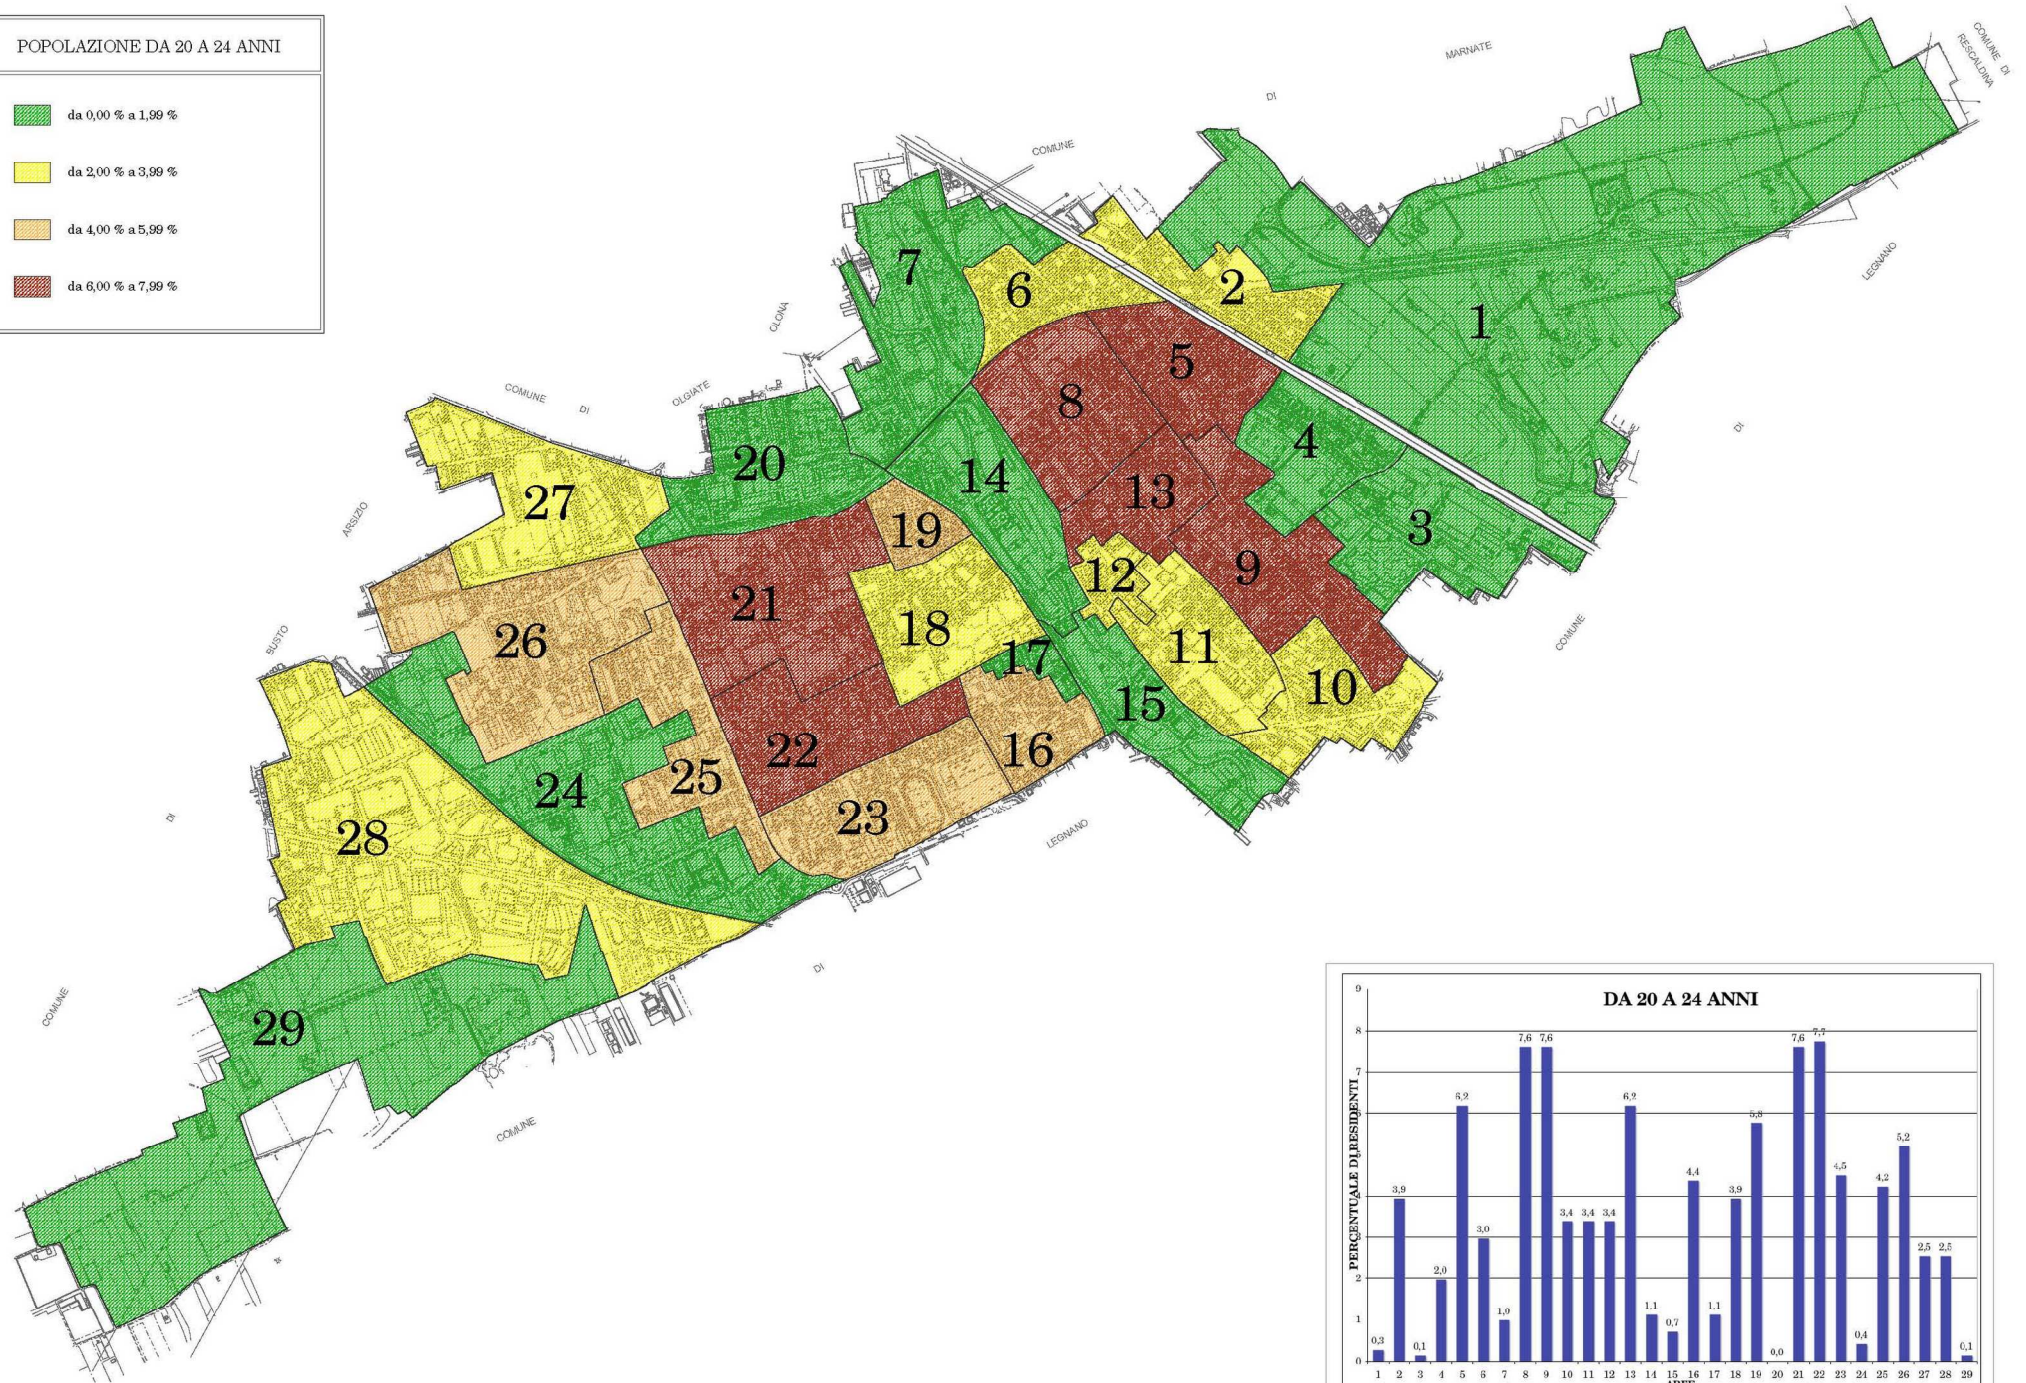 POPOLAZIONE DA 20 A 24 ANNI
da 0,00 % a 1,99 %
da 2,00 % a 3,99 %
da 4,00 % a 5,99 %
da 6,00 % a 7,99 %
COMUNE DI
RESCALDINA
MARNATE
DI
COMUNE
LEGNANO
DI
COMUNE
OLONA
OLGIATE
DI
COMUNE
ARSIZIO
BUSTO
DI
COMUNE
LEGNANO
DI
COMUNE
1
2
3
4
5
6
7
8
9
10
11
12
13
14
15
16
17
18
19
20
21
22
23
24
25
26
27
28
29
DA 20 A 24 ANNI
PERCENTUALE DI RESIDENTI
9
8
7
6
5
4
3
2
1
0
0,3 3,9 0,1 2,0 6,2 3,0 1,0 7,6 7,6 3,4 3,4 3,4 6,2 1.1 0,7 4,4 1.1 3,9 5,8 0,0 7,6 7,7 4,5 0,4 4,2 5,2 2,5 2,5 0,1
1 2 3 4 5 6 7 8 9 10 11 12 13 14 15 16 17 18 19 20 21 22 23 24 25 26 27 28 29